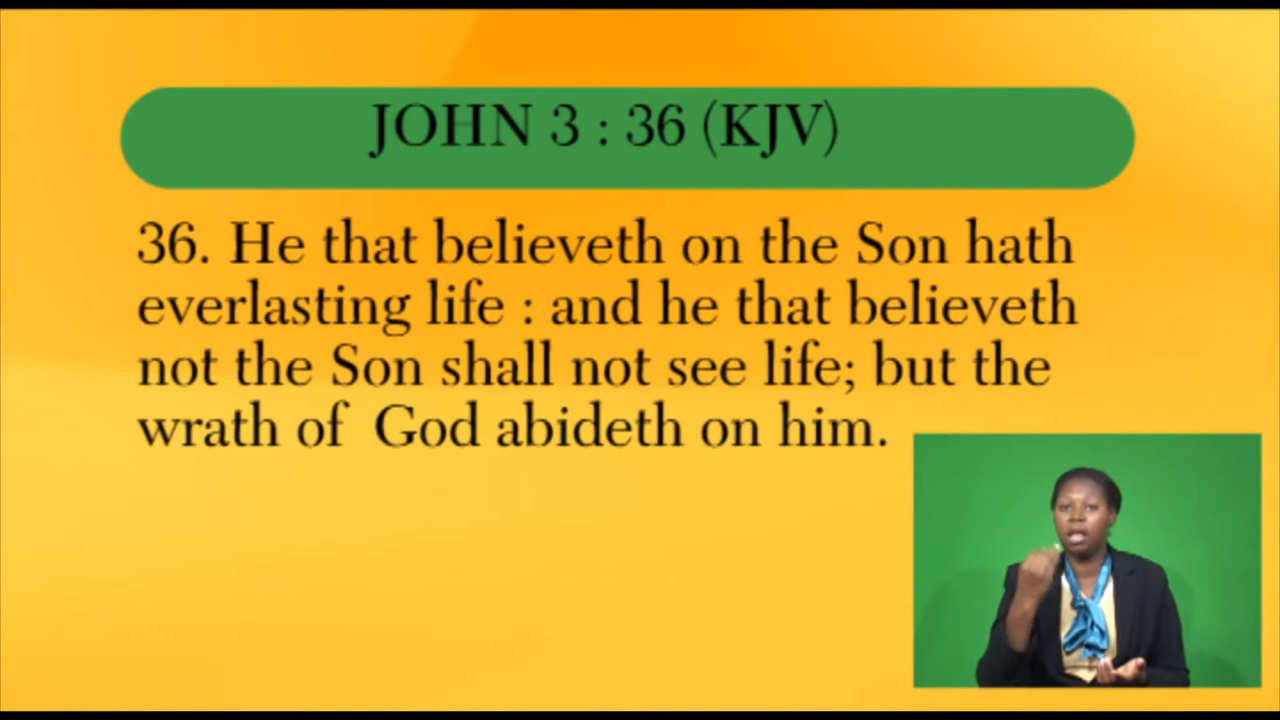 JOHN 3 : 36 (KJV)
36. He that believeth on the Son hath
everlasting life : and he that believeth
not the Son shall not see life; but the
wrath of God abideth on him.